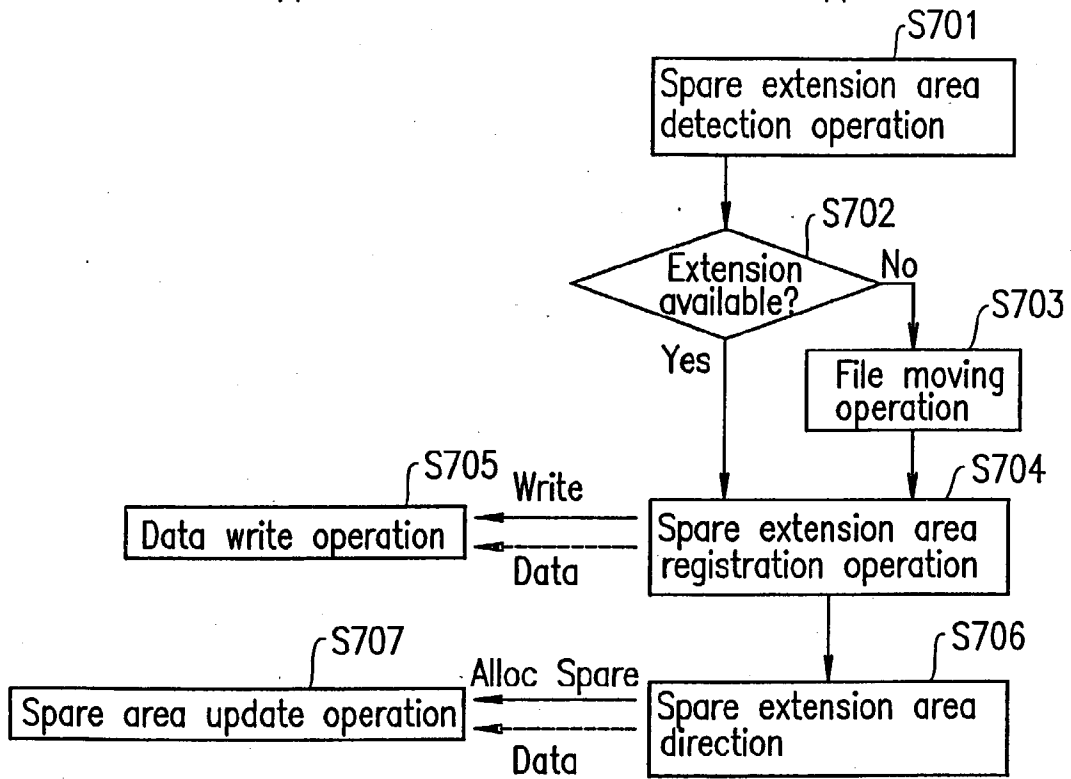 S701
Spare extension area
detection operation
S702
Extension
available?
No
Yes
S703
File moving
operation
S704
Spare extension area
registration operation
S705
Data write operation
Write
Data
S706
Spare extension area
direction
S707
Spare area update operation
Alloc Spare
Data